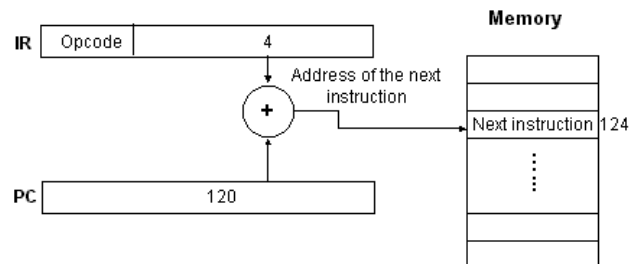 Memory
IR Opcode 4
Address of the next
instruction
+
Next instruction 124
PC 120